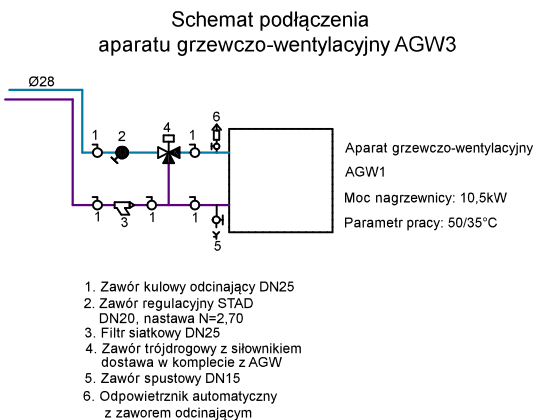 Schemat podłączenia
aparatu grzewczo-wentylacyjny AGW3
Ø28
1 2 4 1 6
1 3 1 1 5
Aparat grzewczo-wentylacyjny
AGW1
Moc nagrzewnicy: 10,5kW
Parametr pracy: 50/35°C
1. Zawór kulowy odcinający DN25
2. Zawór regulacyjny STAD
DN20, nastawa N=2,70
3. Filtr siatkowy DN25
4. Zawór trójdrogowy z siłownikiem
dostawa w komplecie z AGW
5. Zawór spustowy DN15
6. Odpowietrznik automatyczny
z zaworem odcinającym